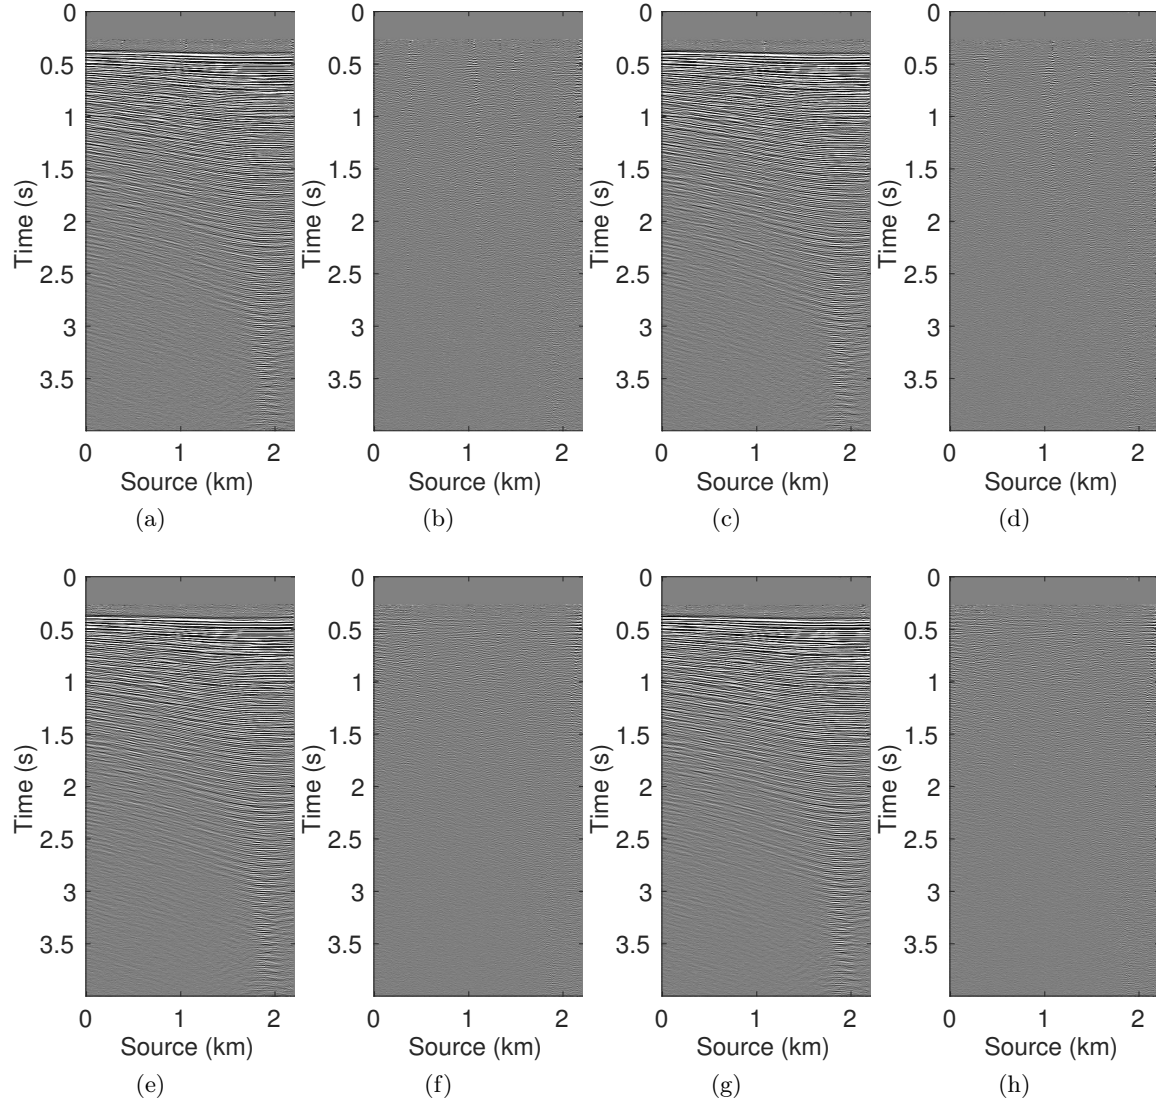 0 0 0 0
0.5 0.5 0.5 0.5
1 1 1 1
1.5 1.5 1.5 1.5
2 2 2 2
2.5 2.5 2.5 2.5
3 3 3 3
3.5 3.5 3.5 3.5
Time (s) Time (s) Time (s) Time (s)
0 1 2 0 1 2 0 1 2 0 1 2
Source (km) Source (km) Source (km) Source (km)
(a) (b) (c) (d)
0 0 0 0
0.5 0.5 0.5 0.5
1 1 1 1
1.5 1.5 1.5 1.5
2 2 2 2
2.5 2.5 2.5 2.5
3 3 3 3
3.5 3.5 3.5 3.5
Time (s) Time (s) Time (s) Time (s)
0 1 2 0 1 2 0 1 2 0 1 2
Source (km) Source (km) Source (km) Source (km)
(e) (f) (g) (h)